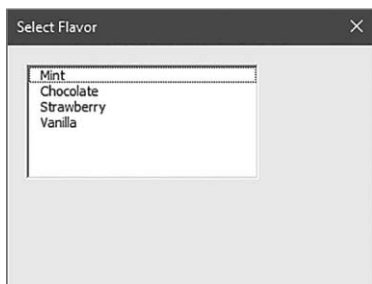 Select Flavor
Mint
Chocolate
Strawberry
Vanilla